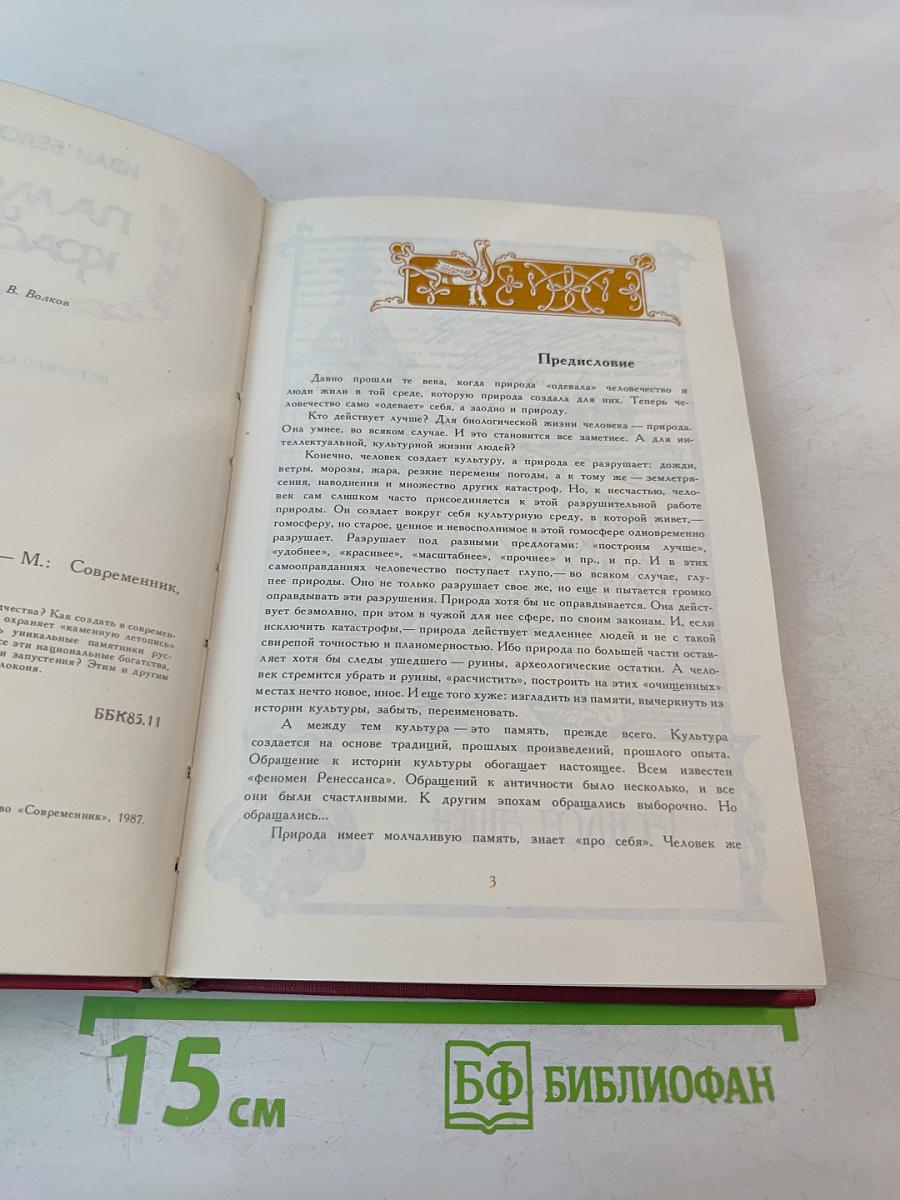 В. Волков
— М.: Современник,
чества? Как создать в современ-
охраняет «каменную летопись»
уникальные памятники рус-
се эти национальные богатства,
и запустения? Этим и другим
локоня.
ББК85.11
во «Современник», 1987.
Предисловие
Давно прошли те века, когда природа «одевала» человечество и
люди жили в той среде, которую природа создала для них. Теперь че-
ловечество само «одевает» себя, а заодно и природу.
Кто действует лучше? Для биологической жизни человека — природа.
Она умнее, во всяком случае. И это становится все заметнее. А для ин-
теллектуальной, культурной жизни людей?
Конечно, человек создает культуру, а природа ее разрушает: дожди,
ветры, морозы, жара, резкие перемены погоды, а к тому же — землетря-
сения, наводнения и множество других катастроф. Но, к несчастью, чело-
век сам слишком часто присоединяется к этой разрушительной работе
природы. Он создает вокруг себя культурную среду, в которой живет,—
гомосферу, но старое, ценное и невосполнимое в этой гомосфере одновременно
разрушает. Разрушает под разными предлогами: «построим лучше»,
«удобнее», «красивее», «масштабнее», «прочнее» и пр., и пр. И в этих
самооправданиях человечество поступает глупо,— во всяком случае, глу-
пее природы. Оно не только разрушает свое же, но еще и пытается громко
оправдывать эти разрушения. Природа хотя бы не оправдывается. Она дейст-
вует безмолвно, при этом в чужой для нее сфере, по своим законам. И, если
исключить катастрофы,— природа действует медленнее людей и не с такой
свирепой точностью и планомерностью. Ибо природа по большей части остав-
ляет хотя бы следы ушедшего — руины, археологические остатки. А чело-
век стремится убрать и руины, «расчистить», построить на этих «очищенных»
местах нечто новое, иное. И еще того хуже: изгладить из памяти, вычеркнуть из
истории культуры, забыть, переименовать.
А между тем культура — это память, прежде всего. Культура
создается на основе традиций, прошлых произведений, прошлого опыта.
Обращение к истории культуры обогащает настоящее. Всем известен
«феномен Ренессанса». Обращений к античности было несколько, и все
они были счастливыми. К другим эпохам обращались выборочно. Но
обращались...
Природа имеет молчаливую память, знает «про себя». Человек же
3
15 см
БФ БИБЛИОФАН